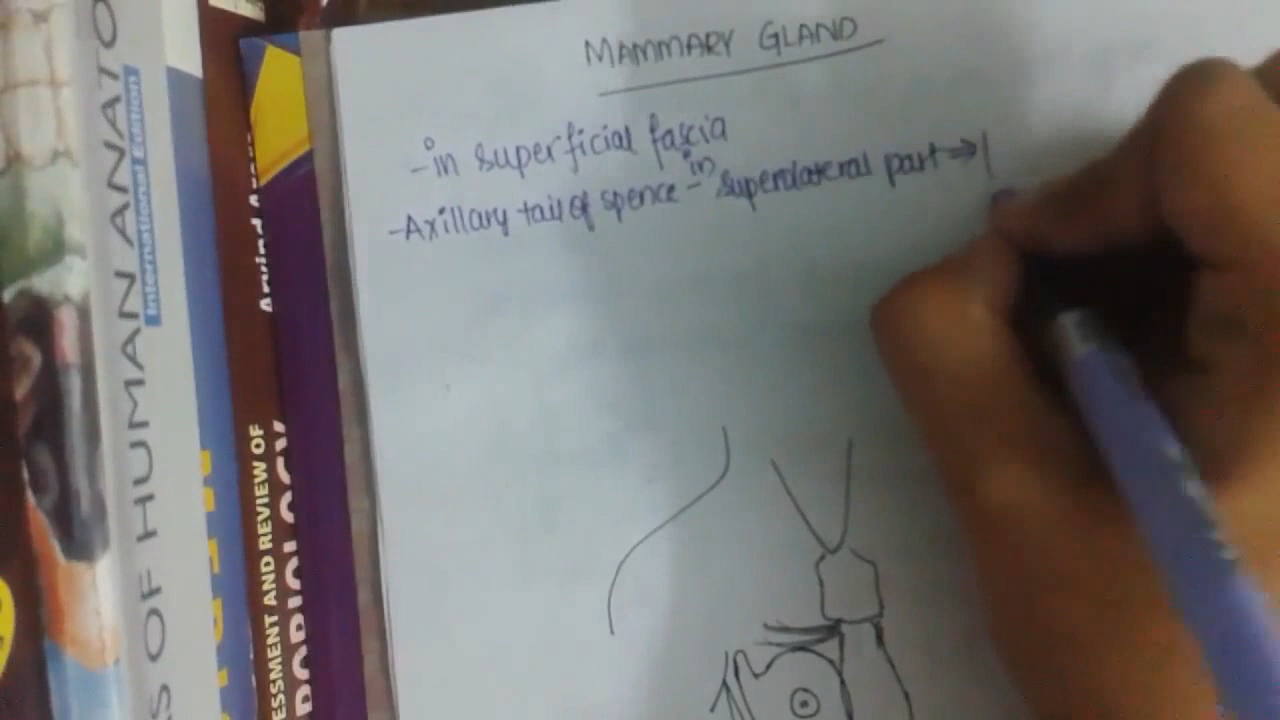 MAMMARY GLAND
-in superficial fascia
-Axillary tail of spence - in superolateral part →
S OF HUMAN ANATO
International Edition
ESSMENT AND REVIEW OF